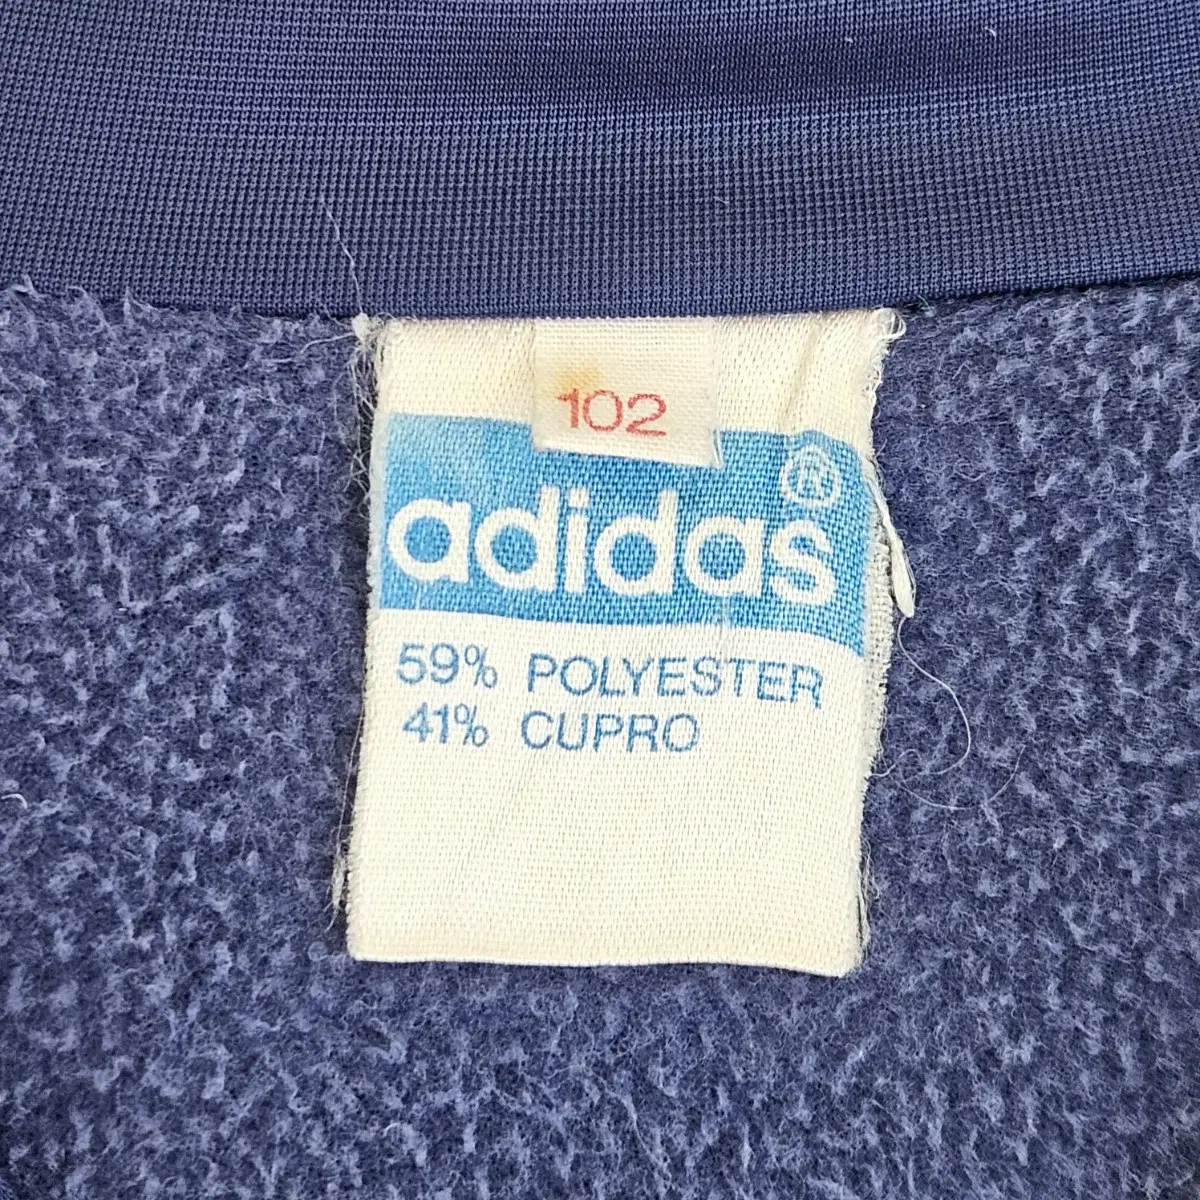 102
adidas®
59% POLYESTER
41% CUPRO